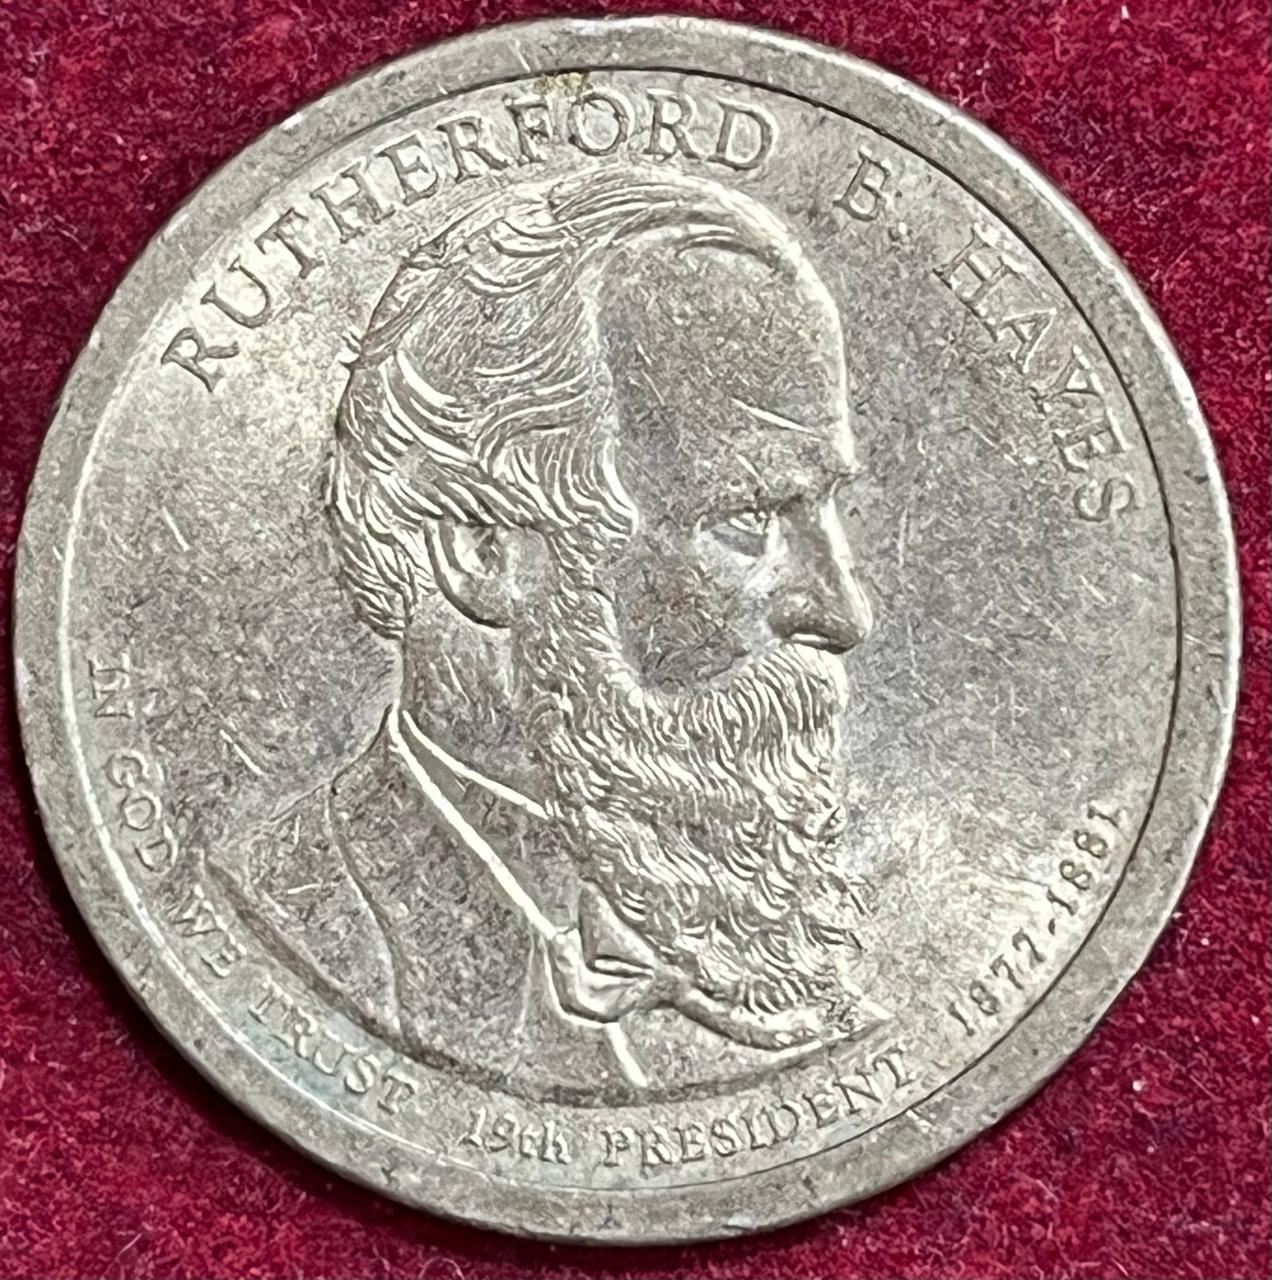 RUTHERFORD B. HAYES
IN GOD WE TRUST 19th PRESIDENT 1877-1881